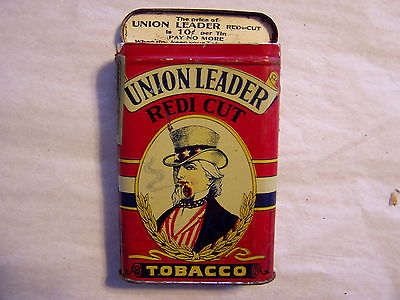 The price of
UNION LEADER REDI-CUT
is 10¢ per Tin
PAY NO MORE
UNION LEADER
REDI CUT
TOBACCO